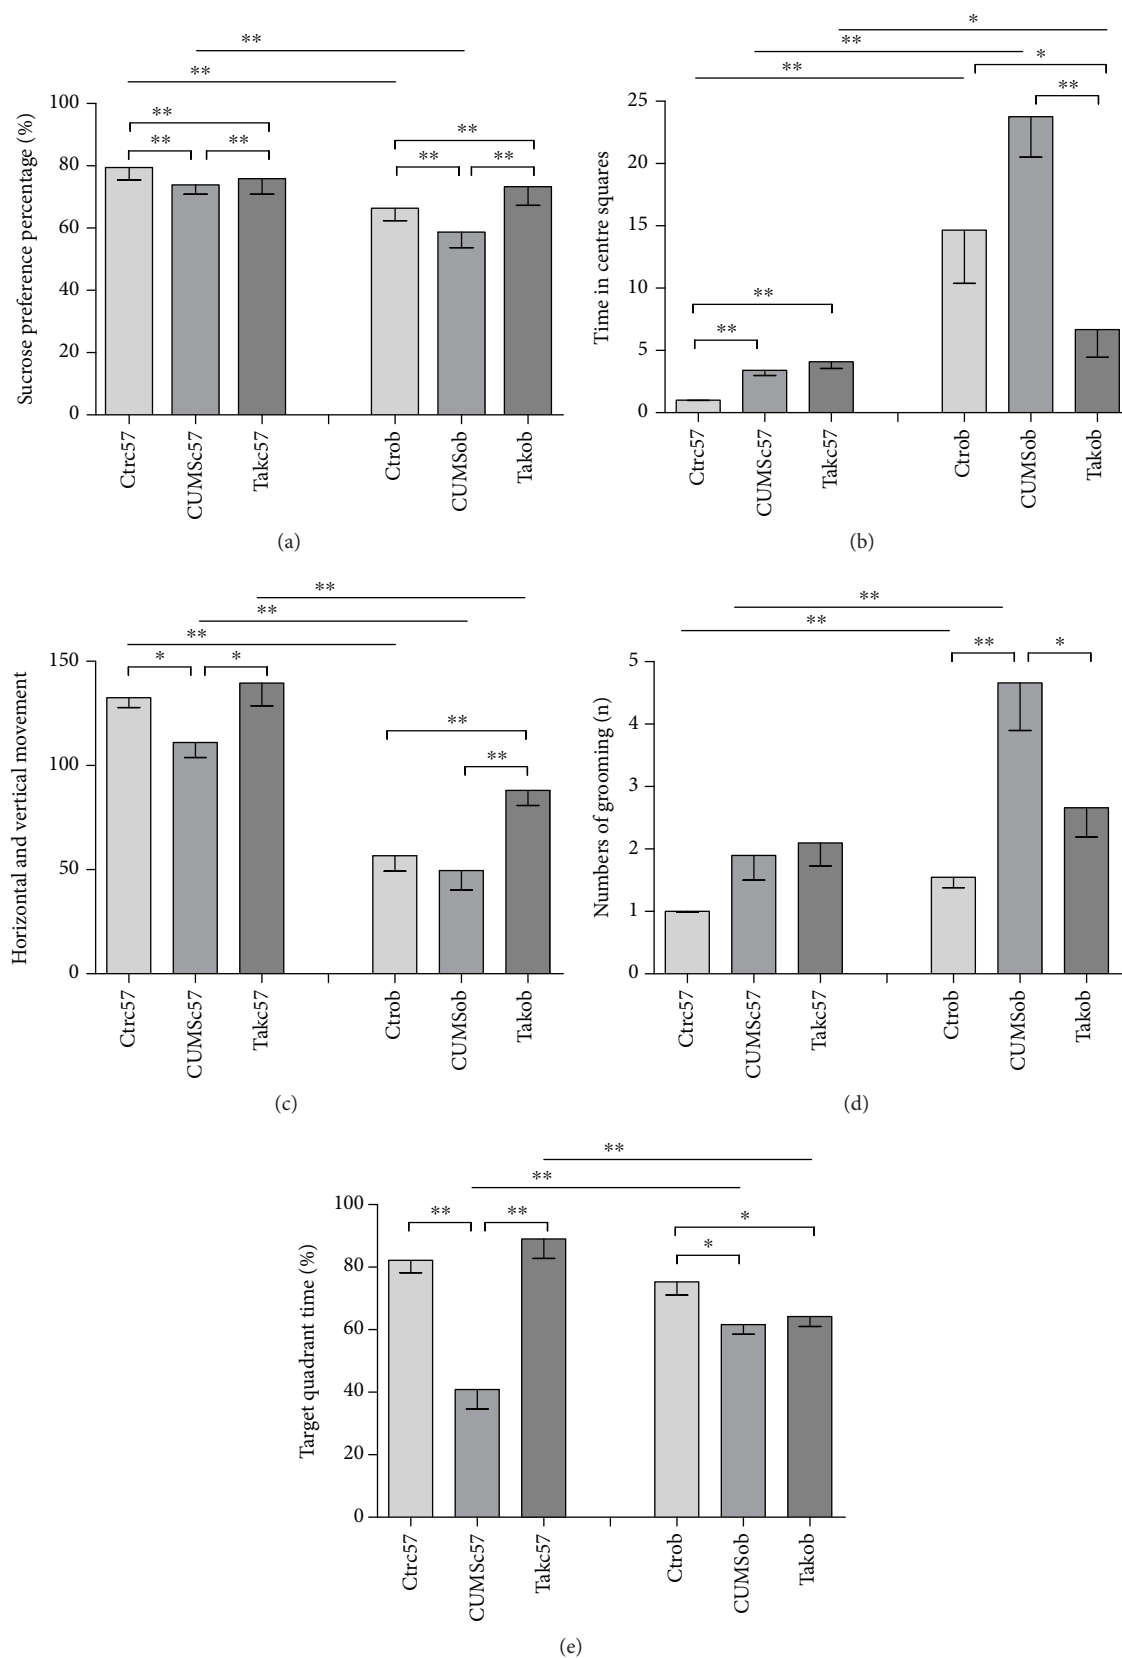 ** 
**
100
**
** **
80
60
40
20
0
**
** **
Sucrose preference percentage (%)
Ctrc57
CUMSc57
Takc57
Ctrob
CUMSob
Takob
(a)
*
**
**
*
**
25
20
15
10
5
0
**
**
Time in centre squares
Ctrc57
CUMSc57
Takc57
Ctrob
CUMSob
Takob
(b)
**
**
**
150
* *
100
50
0
**
**
Horizontal and vertical movement
Ctrc57
CUMSc57
Takc57
Ctrob
CUMSob
Takob
(c)
**
**
** *
5
4
3
2
1
0
Numbers of grooming (n)
Ctrc57
CUMSc57
Takc57
Ctrob
CUMSob
Takob
(d)
**
**
100
** **
*
*
80
60
40
20
0
Target quadrant time (%)
Ctrc57
CUMSc57
Takc57
Ctrob
CUMSob
Takob
(e)